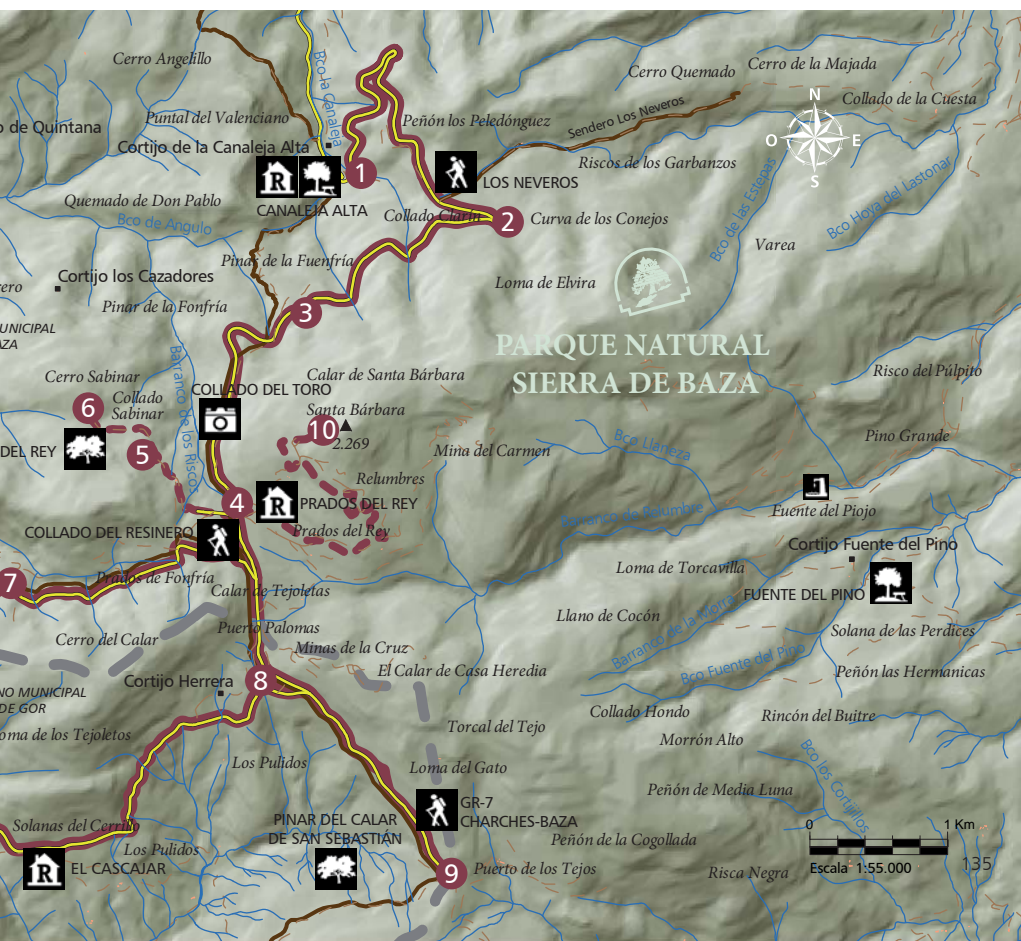 Cerro Angelillo
Bco la Canaleja
Cerro Quemado
Cerro de la Majada
Collado de la Cuesta
N
O
E
S
Puntal del Valenciano
Peñón los Peledónguez
Sendero Los Neveros
o de Quintana
Cortijo de la Canaleja Alta
Riscos de los Garbanzos
R
1
LOS NEVEROS
CANALEJA ALTA
Quemado de Don Pablo
Bco de Angulo
Collado Clarín
2
Curva de los Conejos
Bco de las Estepas
Bco Hoya del Lastonar
Varea
Pinar de la Fuenfría
Cortijo los Cazadores
rero
Loma de Elvira
Pinar de la Fonfría
3
UNICIPAL
AZA
PARQUE NATURAL
SIERRA DE BAZA
Barranco de los Riscos
Cerro Sabinar
Calar de Santa Bárbara
Risco del Púlpito
COLLADO DEL TORO
6
Collado
Sabinar
Santa Bárbara
10
2.269
DEL REY
5
Mina del Carmen
Bco Llaneza
Pino Grande
Relumbres
4
R
PRADOS DEL REY
Prados del Rey
Barranco de Relumbre
Fuente del Piojo
COLLADO DEL RESINERO
Cortijo Fuente del Pino
7
Prados de Fonfría
Calar de Tejoletas
Loma de Torcavilla
FUENTE DEL PINO
Llano de Cocón
Barranco de la Morra
Solana de las Perdices
Cerro del Calar
Puerto Palomas
Minas de la Cruz
El Calar de Casa Heredia
Bco Fuente del Pino
Peñón las Hermanicas
NO MUNICIPAL
DE GOR
Cortijo Herrera
8
Collado Hondo
Rincón del Buitre
oma de los Tejoletos
Torcal del Tejo
Morrón Alto
Bco los Cortijillos
Los Pulidos
Loma del Gato
Peñón de Media Luna
GR-7
CHARCHES-BAZA
PINAR DEL CALAR
DE SAN SEBASTIÁN
Solanas del Cerrillo
Los Pulidos
Peñón de la Cogollada
0
1 Km
Escala 1:55.000
135
R
EL CASCAJAR
9
Puerto de los Tejos
Risca Negra